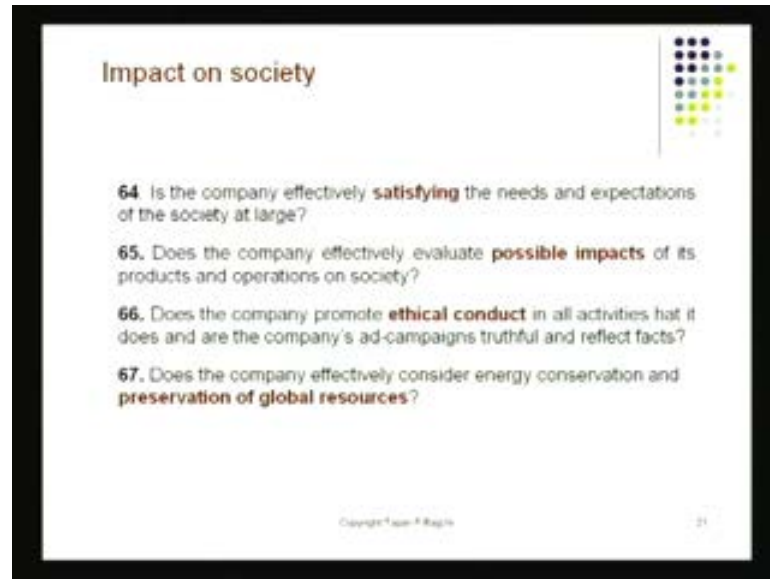 Impact on society
64. Is the company effectively satisfying the needs and expectations
of the society at large?
65. Does the company effectively evaluate possible impacts of its
products and operations on society?
66. Does the company promote ethical conduct in all activities hat it
does and are the company's ad-campaigns truthful and reflect facts?
67. Does the company effectively consider energy conservation and
preservation of global resources?
Copyright
21